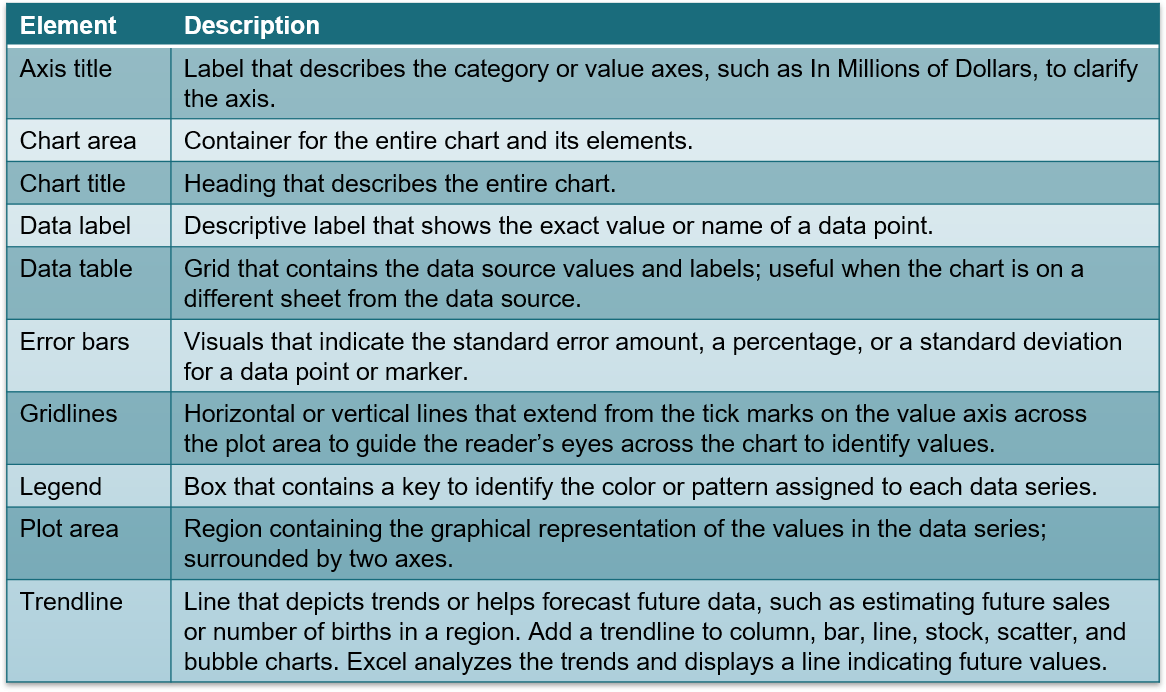 Element Description
Axis title Label that describes the category or value axes, such as In Millions of Dollars, to clarify
the axis.
Chart area Container for the entire chart and its elements.
Chart title Heading that describes the entire chart.
Data label Descriptive label that shows the exact value or name of a data point.
Data table Grid that contains the data source values and labels; useful when the chart is on a
different sheet from the data source.
Error bars Visuals that indicate the standard error amount, a percentage, or a standard deviation
for a data point or marker.
Gridlines Horizontal or vertical lines that extend from the tick marks on the value axis across
the plot area to guide the reader’s eyes across the chart to identify values.
Legend Box that contains a key to identify the color or pattern assigned to each data series.
Plot area Region containing the graphical representation of the values in the data series;
surrounded by two axes.
Trendline Line that depicts trends or helps forecast future data, such as estimating future sales
or number of births in a region. Add a trendline to column, bar, line, stock, scatter, and
bubble charts. Excel analyzes the trends and displays a line indicating future values.